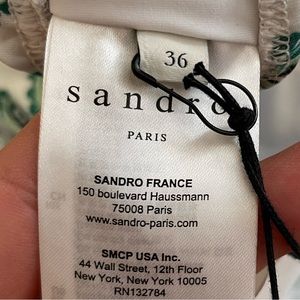 36
sandro
PARIS
SANDRO FRANCE
150 boulevard Haussmann
75008 Paris
www.sandro-paris.com
SMCP USA Inc.
44 Wall Street, 12th Floor
New York, New York 10005
RN132784